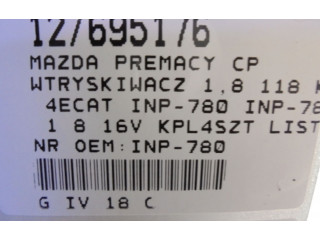 127695176
MAZDA PREMACY CP
WTRYSKIWACZ 1,8 118
4ECAT INP-780 INP-78
1 8 16V KPL4SZT LIST
NR OEM:INP-780
G IV 18 C